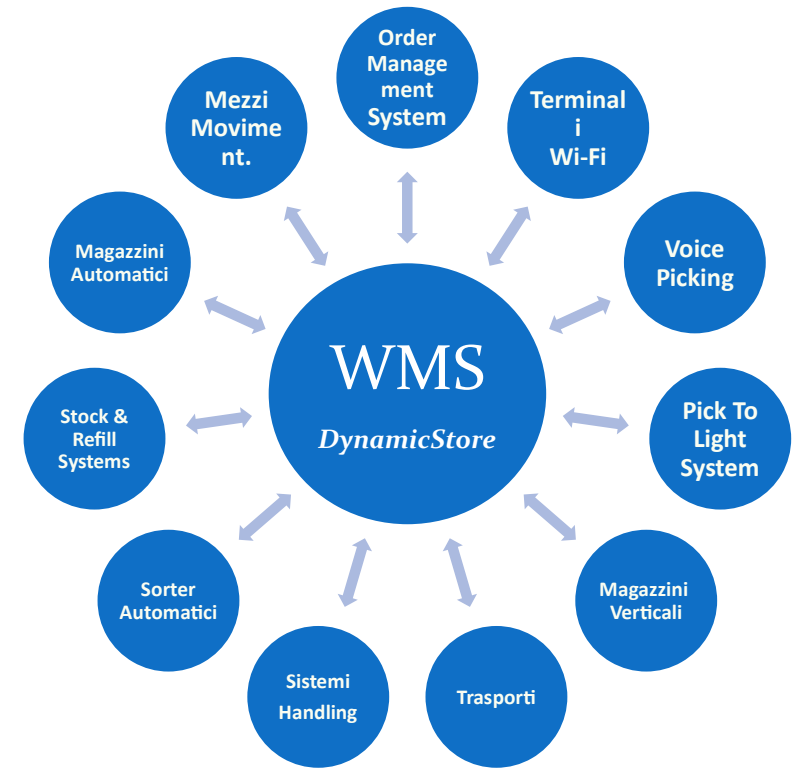 Order
Manage
ment
System
Terminal
i
Wi-Fi
Voice
Picking
Pick To
Light
System
Magazzini
Verticali
Trasporti
Sistemi
Handling
Sorter
Automatici
Stock &
Refill
Systems
Magazzini
Automatici
Mezzi
Movime
nt.
WMS
DynamicStore